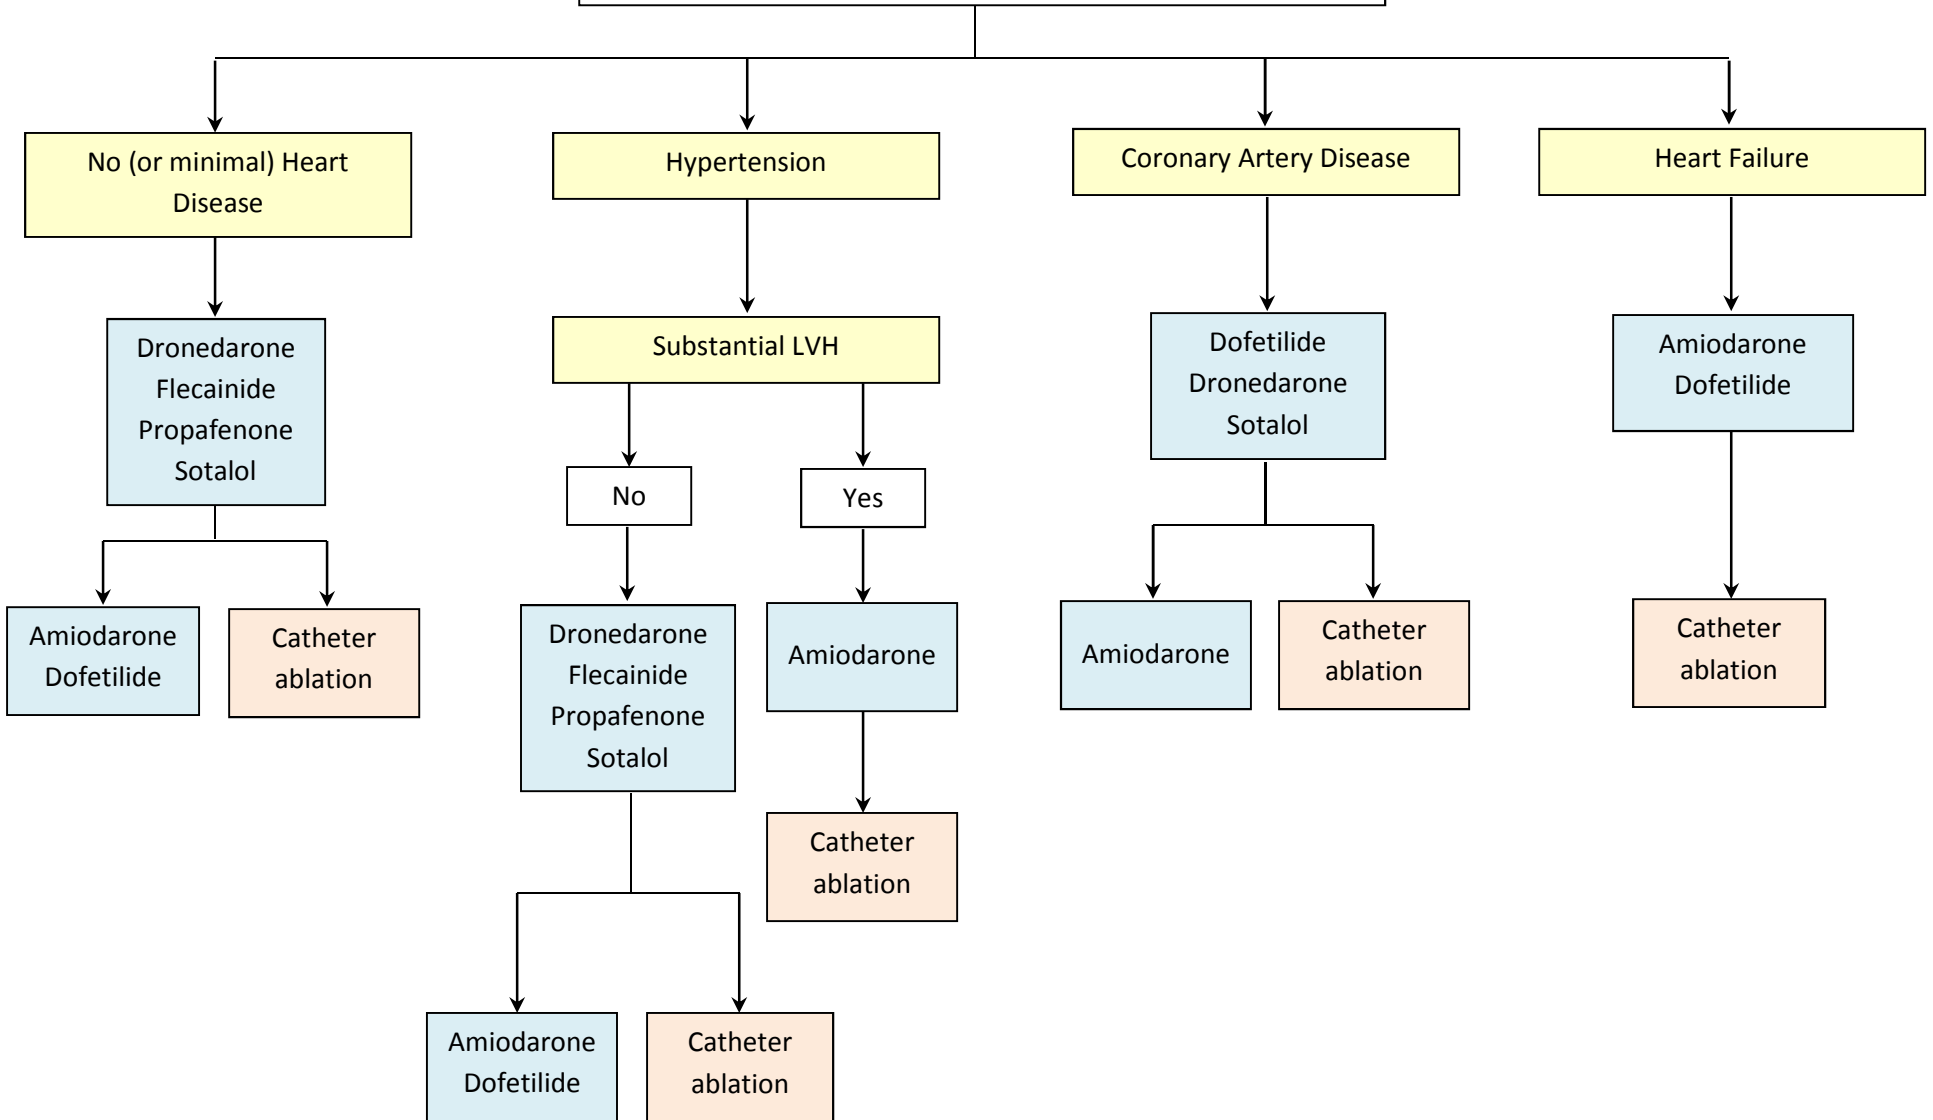 No (or minimal) Heart
Disease
Hypertension
Coronary Artery Disease
Heart Failure
Dronedarone
Flecainide
Propafenone
Sotalol
Substantial LVH
Dofetilide
Dronedarone
Sotalol
Amiodarone
Dofetilide
No
Yes
Amiodarone
Dofetilide
Catheter
ablation
Dronedarone
Flecainide
Propafenone
Sotalol
Amiodarone
Amiodarone
Catheter
ablation
Catheter
ablation
Catheter
ablation
Amiodarone
Dofetilide
Catheter
ablation